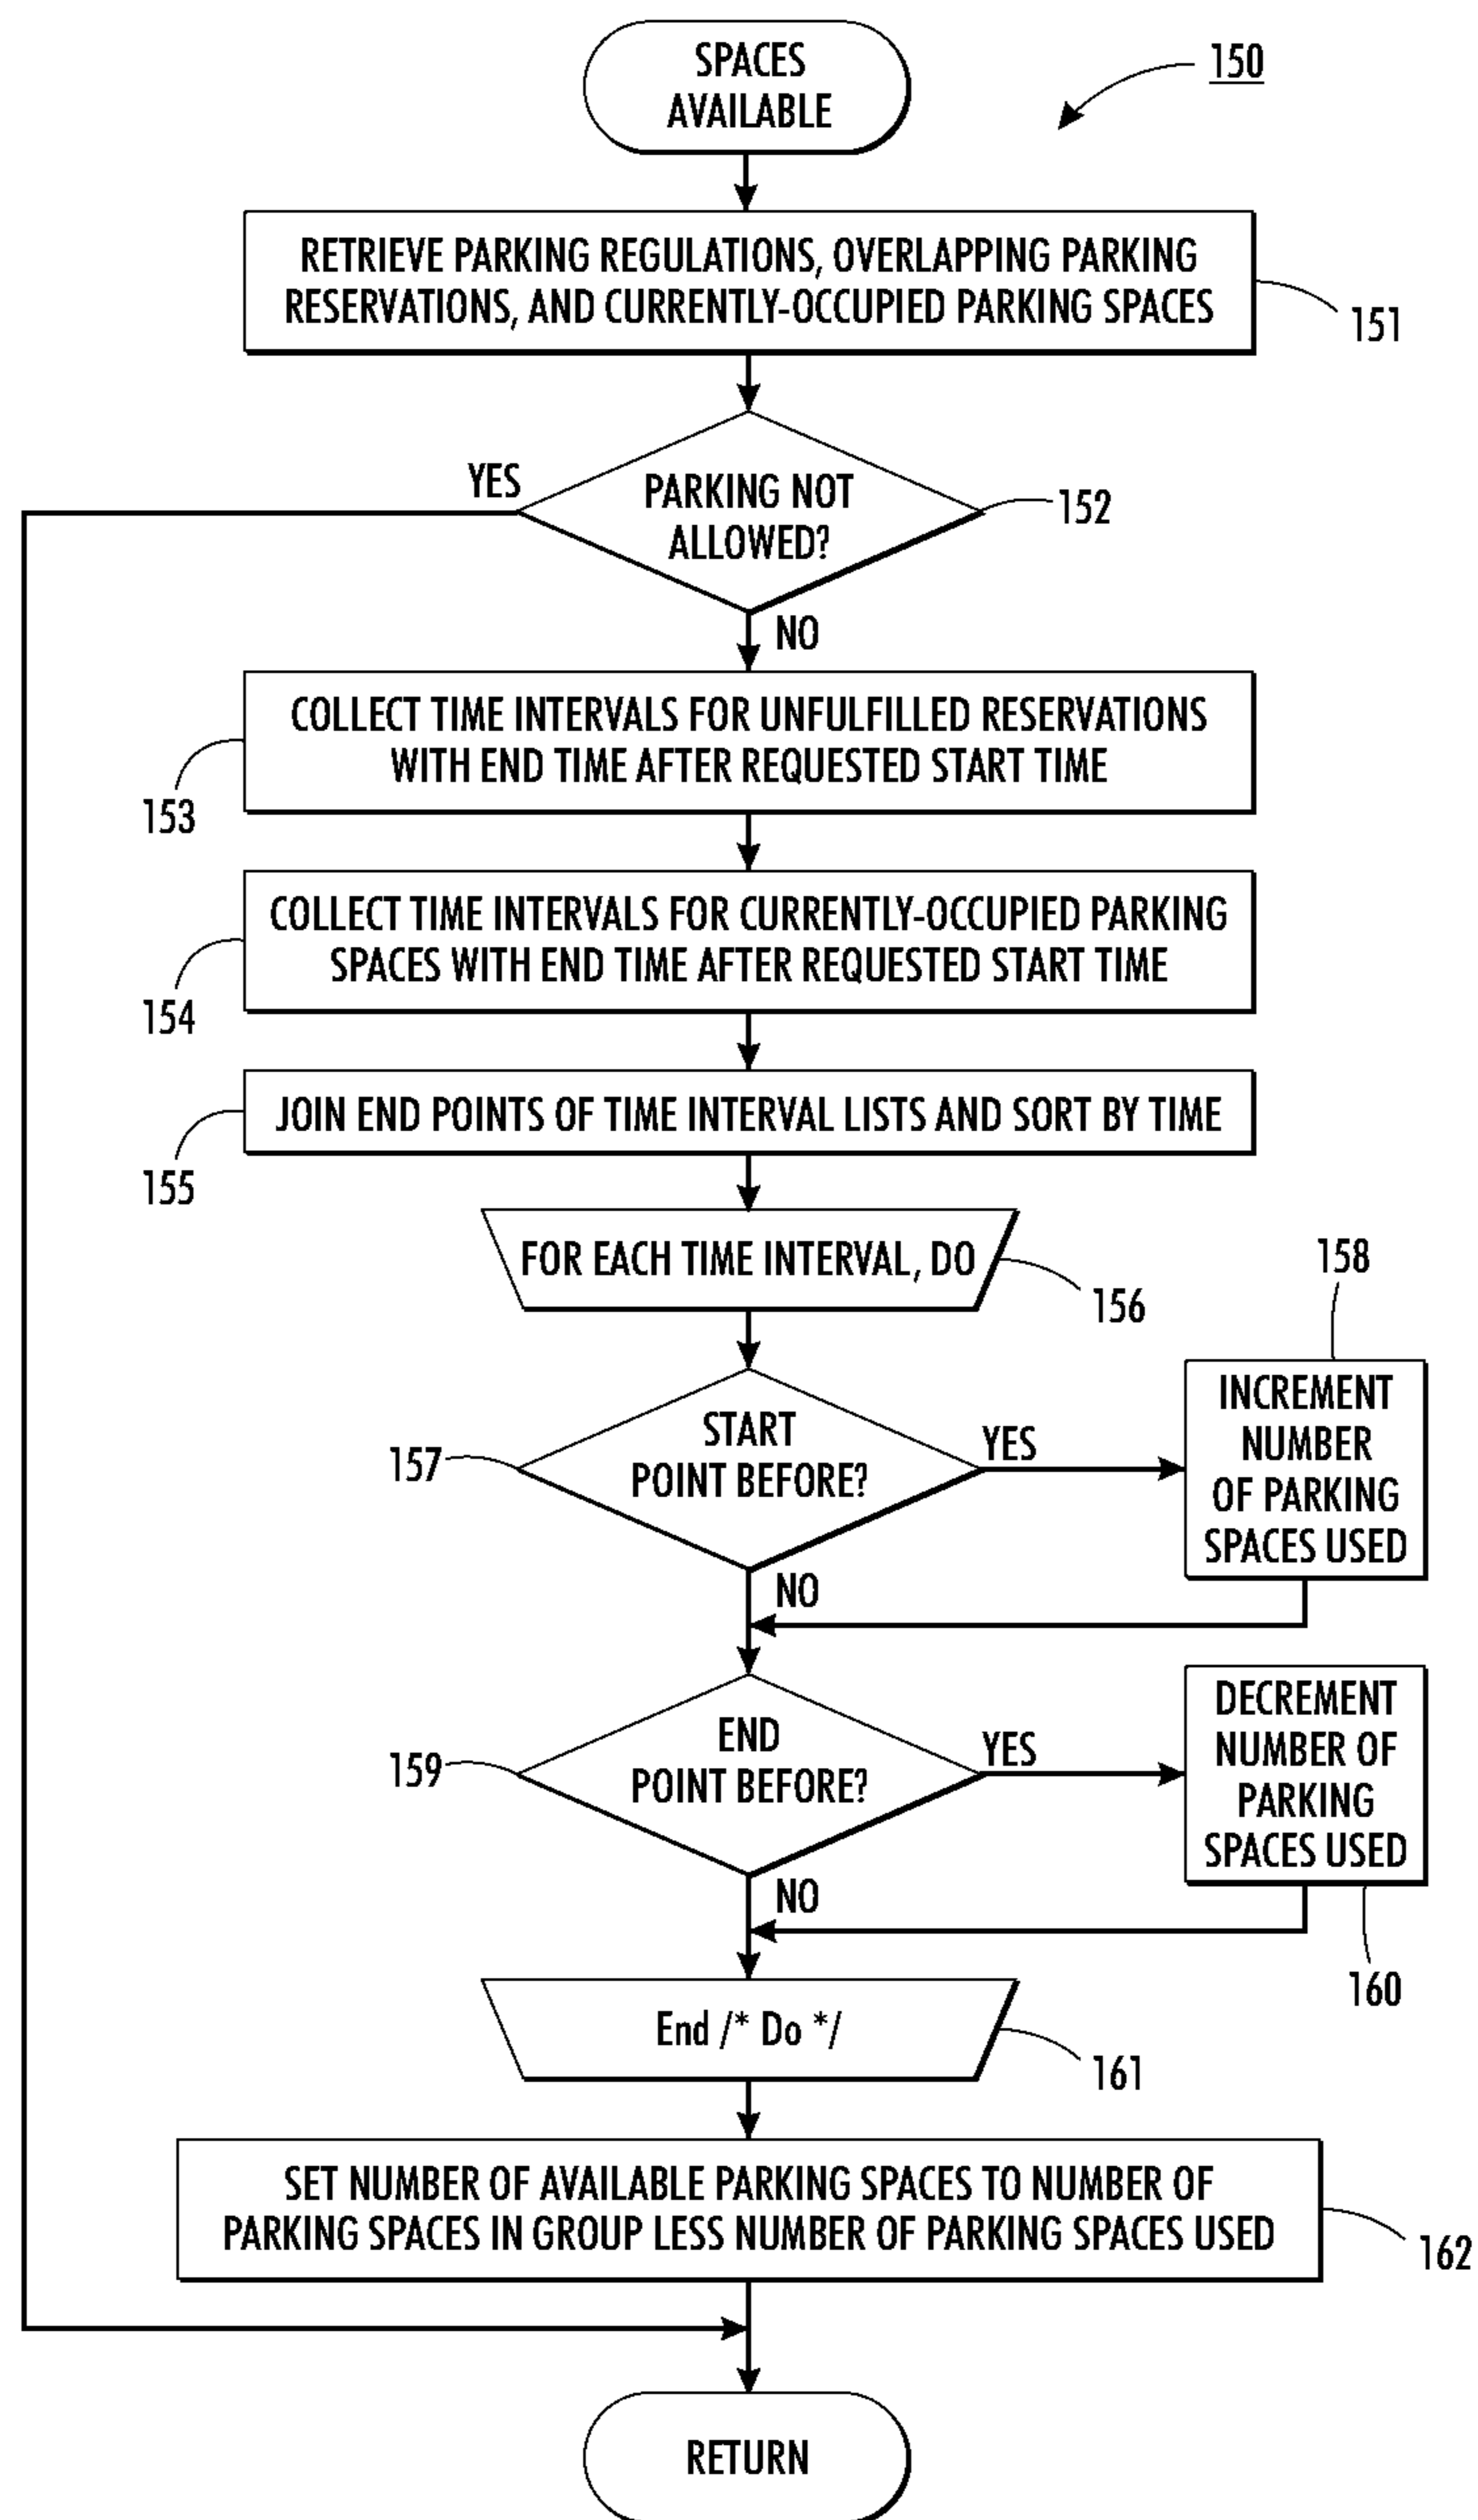 SPACES
AVAILABLE
150
RETRIEVE PARKING REGULATIONS, OVERLAPPING PARKING
RESERVATIONS, AND CURRENTLY-OCCUPIED PARKING SPACES
151
YES
PARKING NOT
ALLOWED?
152
NO
COLLECT TIME INTERVALS FOR UNFULFILLED RESERVATIONS
WITH END TIME AFTER REQUESTED START TIME
153
COLLECT TIME INTERVALS FOR CURRENTLY-OCCUPIED PARKING
SPACES WITH END TIME AFTER REQUESTED START TIME
154
JOIN END POINTS OF TIME INTERVAL LISTS AND SORT BY TIME
155
FOR EACH TIME INTERVAL, DO
156
158
START
POINT BEFORE?
157
YES
INCREMENT
NUMBER
OF PARKING
SPACES USED
NO
END
POINT BEFORE?
159
YES
DECREMENT
NUMBER OF
PARKING
SPACES USED
NO
160
End /* Do */
161
SET NUMBER OF AVAILABLE PARKING SPACES TO NUMBER OF
PARKING SPACES IN GROUP LESS NUMBER OF PARKING SPACES USED
162
RETURN